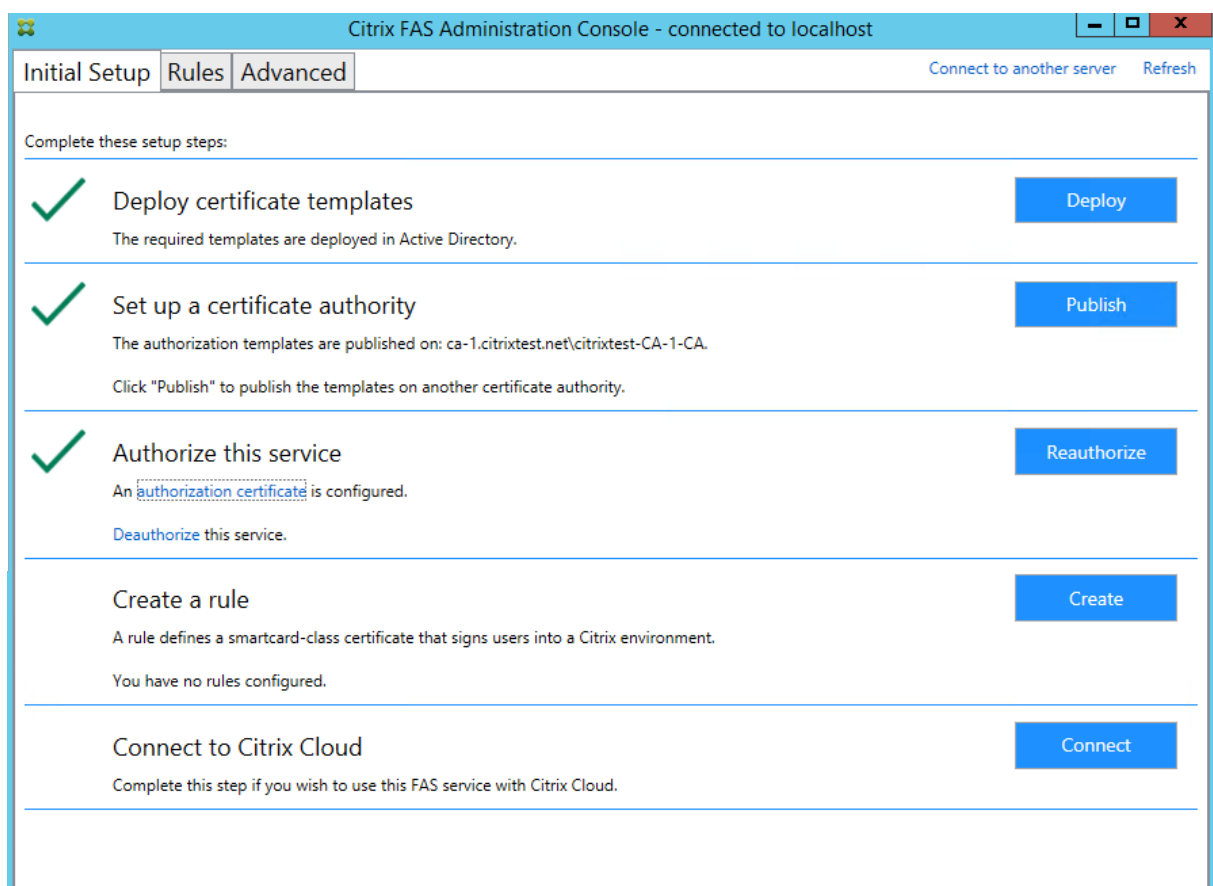 Citrix FAS Administration Console - connected to localhost
Initial Setup Rules Advanced Connect to another server Refresh
Complete these setup steps:
Deploy certificate templates
Deploy
The required templates are deployed in Active Directory.
Set up a certificate authority
Publish
The authorization templates are published on: ca-1.citrixtest.net\citrixtest-CA-1-CA.
Click "Publish" to publish the templates on another certificate authority.
Authorize this service
Reauthorize
An authorization certificate is configured.
Deauthorize this service.
Create a rule
Create
A rule defines a smartcard-class certificate that signs users into a Citrix environment.
You have no rules configured.
Connect to Citrix Cloud
Connect
Complete this step if you wish to use this FAS service with Citrix Cloud.